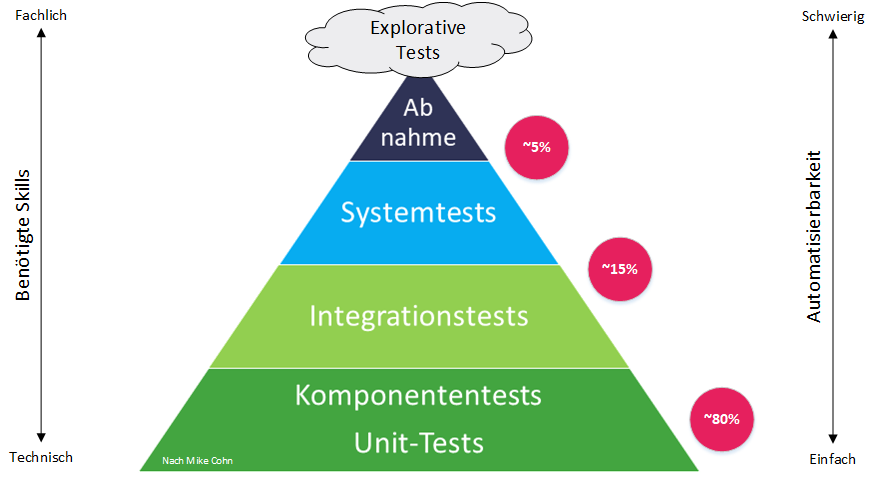 Fachlich
Schwierig
Explorative
Tests
Ab
nahme
~5%
Systemtests
~15%
Integrationstests
Komponententests
~80%
Unit-Tests
Nach Mike Cohn
Benötigte Skills
Automatisierbarkeit
Technisch
Einfach